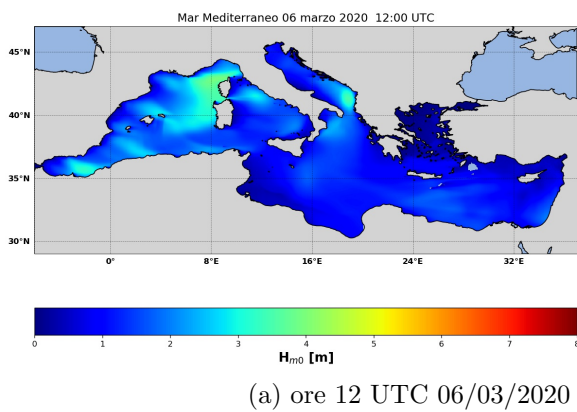 Mar Mediterraneo 06 marzo 2020 12:00 UTC
45°N
40°N
35°N
30°N
0° 8°E 16°E 24°E 32°E
0 1 2 3 4 5 6 7 8
H_{m0} [m]
(a) ore 12 UTC 06/03/2020